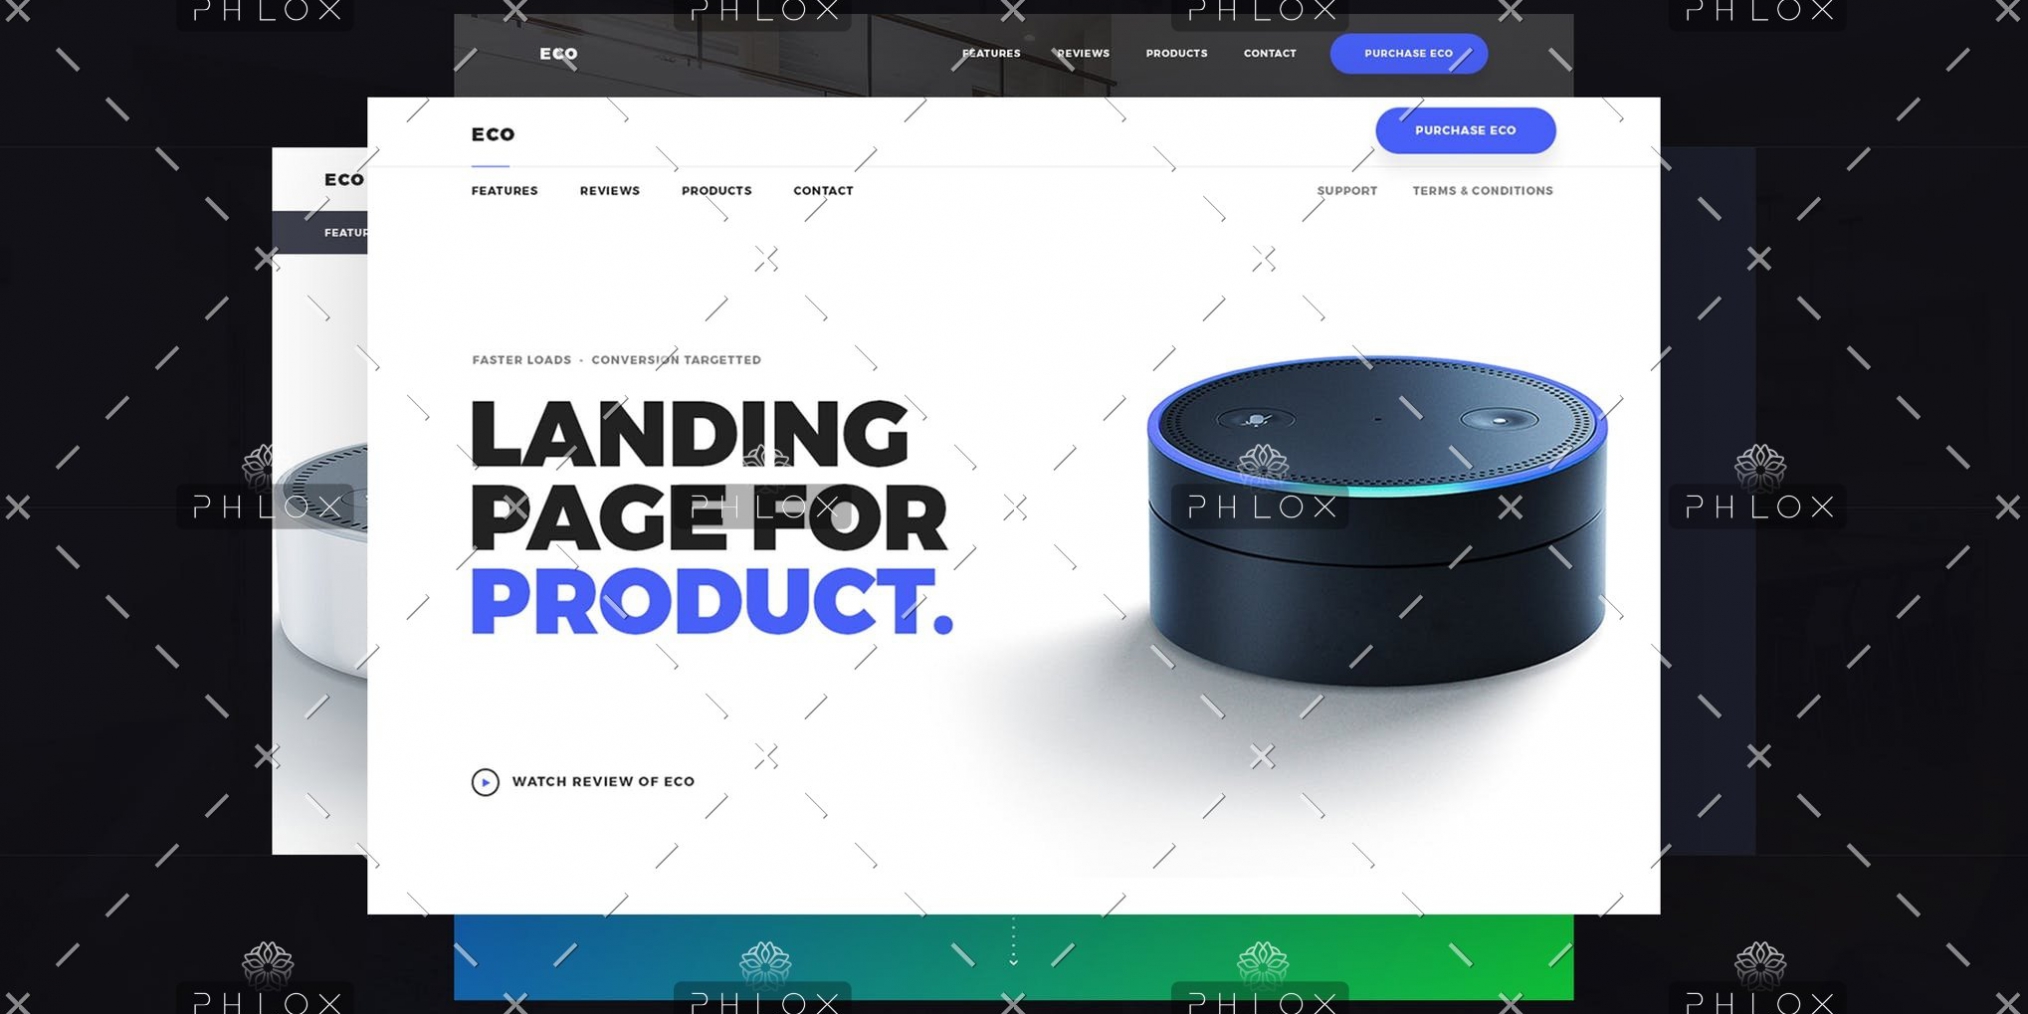 PHLOX PHLOX PHLOX PHLOX
ECO FEATURES REVIEWS PRODUCTS CONTACT PURCHASE ECO
ECO PURCHASE ECO
FEATURES REVIEWS PRODUCTS CONTACT SUPPORT TERMS & CONDITIONS
ECO
FASTER LOADS • CONVERSION TARGETTED
LANDING
PAGE FOR
PRODUCT.
PHLOX PHLOX PHLOX PHLOX
WATCH REVIEW OF ECO
PHLOX PHLOX PHLOX PHLOX